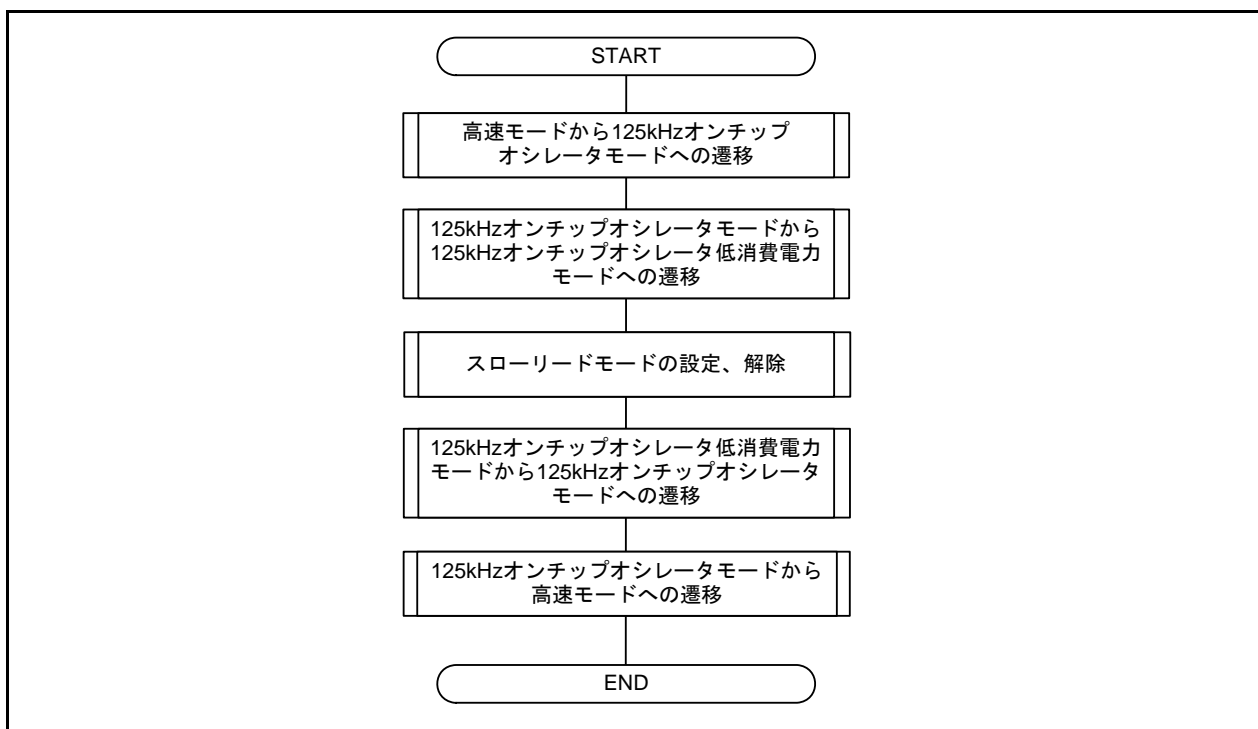 START
高速モードから125kHzオンチップ
オシレータモードへの遷移
125kHzオンチップオシレータモードから
125kHzオンチップオシレータ低消費電力
モードへの遷移
スローリードモードの設定、解除
125kHzオンチップオシレータ低消費電力
モードから125kHzオンチップオシレータ
モードへの遷移
125kHzオンチップオシレータモードから
高速モードへの遷移
END